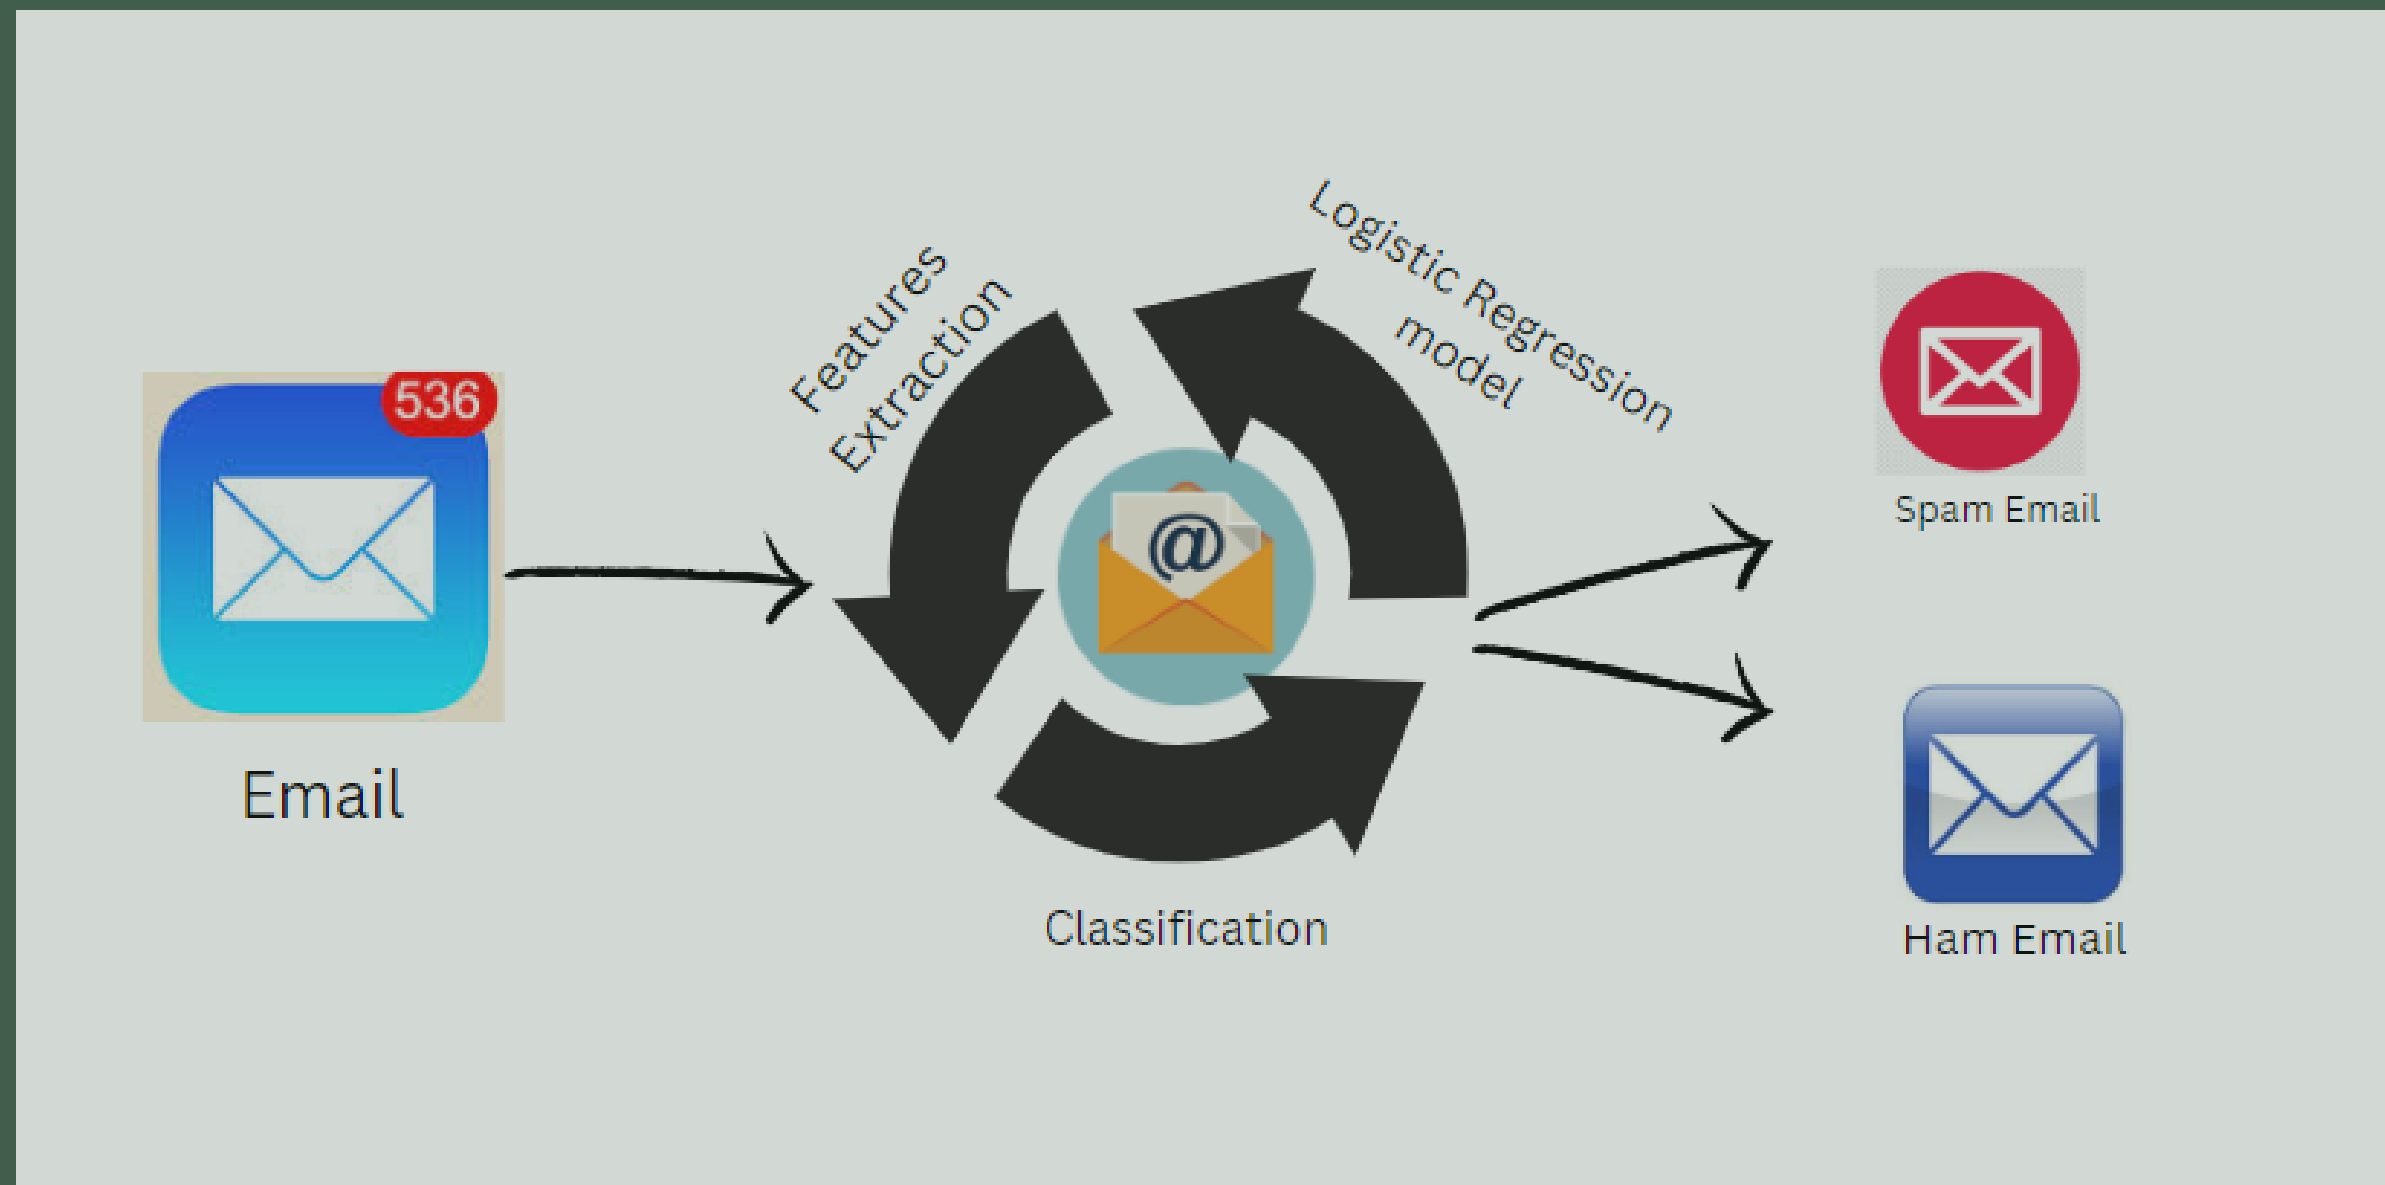 536
Email
Features
Extraction
Logistic Regression
model
@
Classification
Spam Email
Ham Email